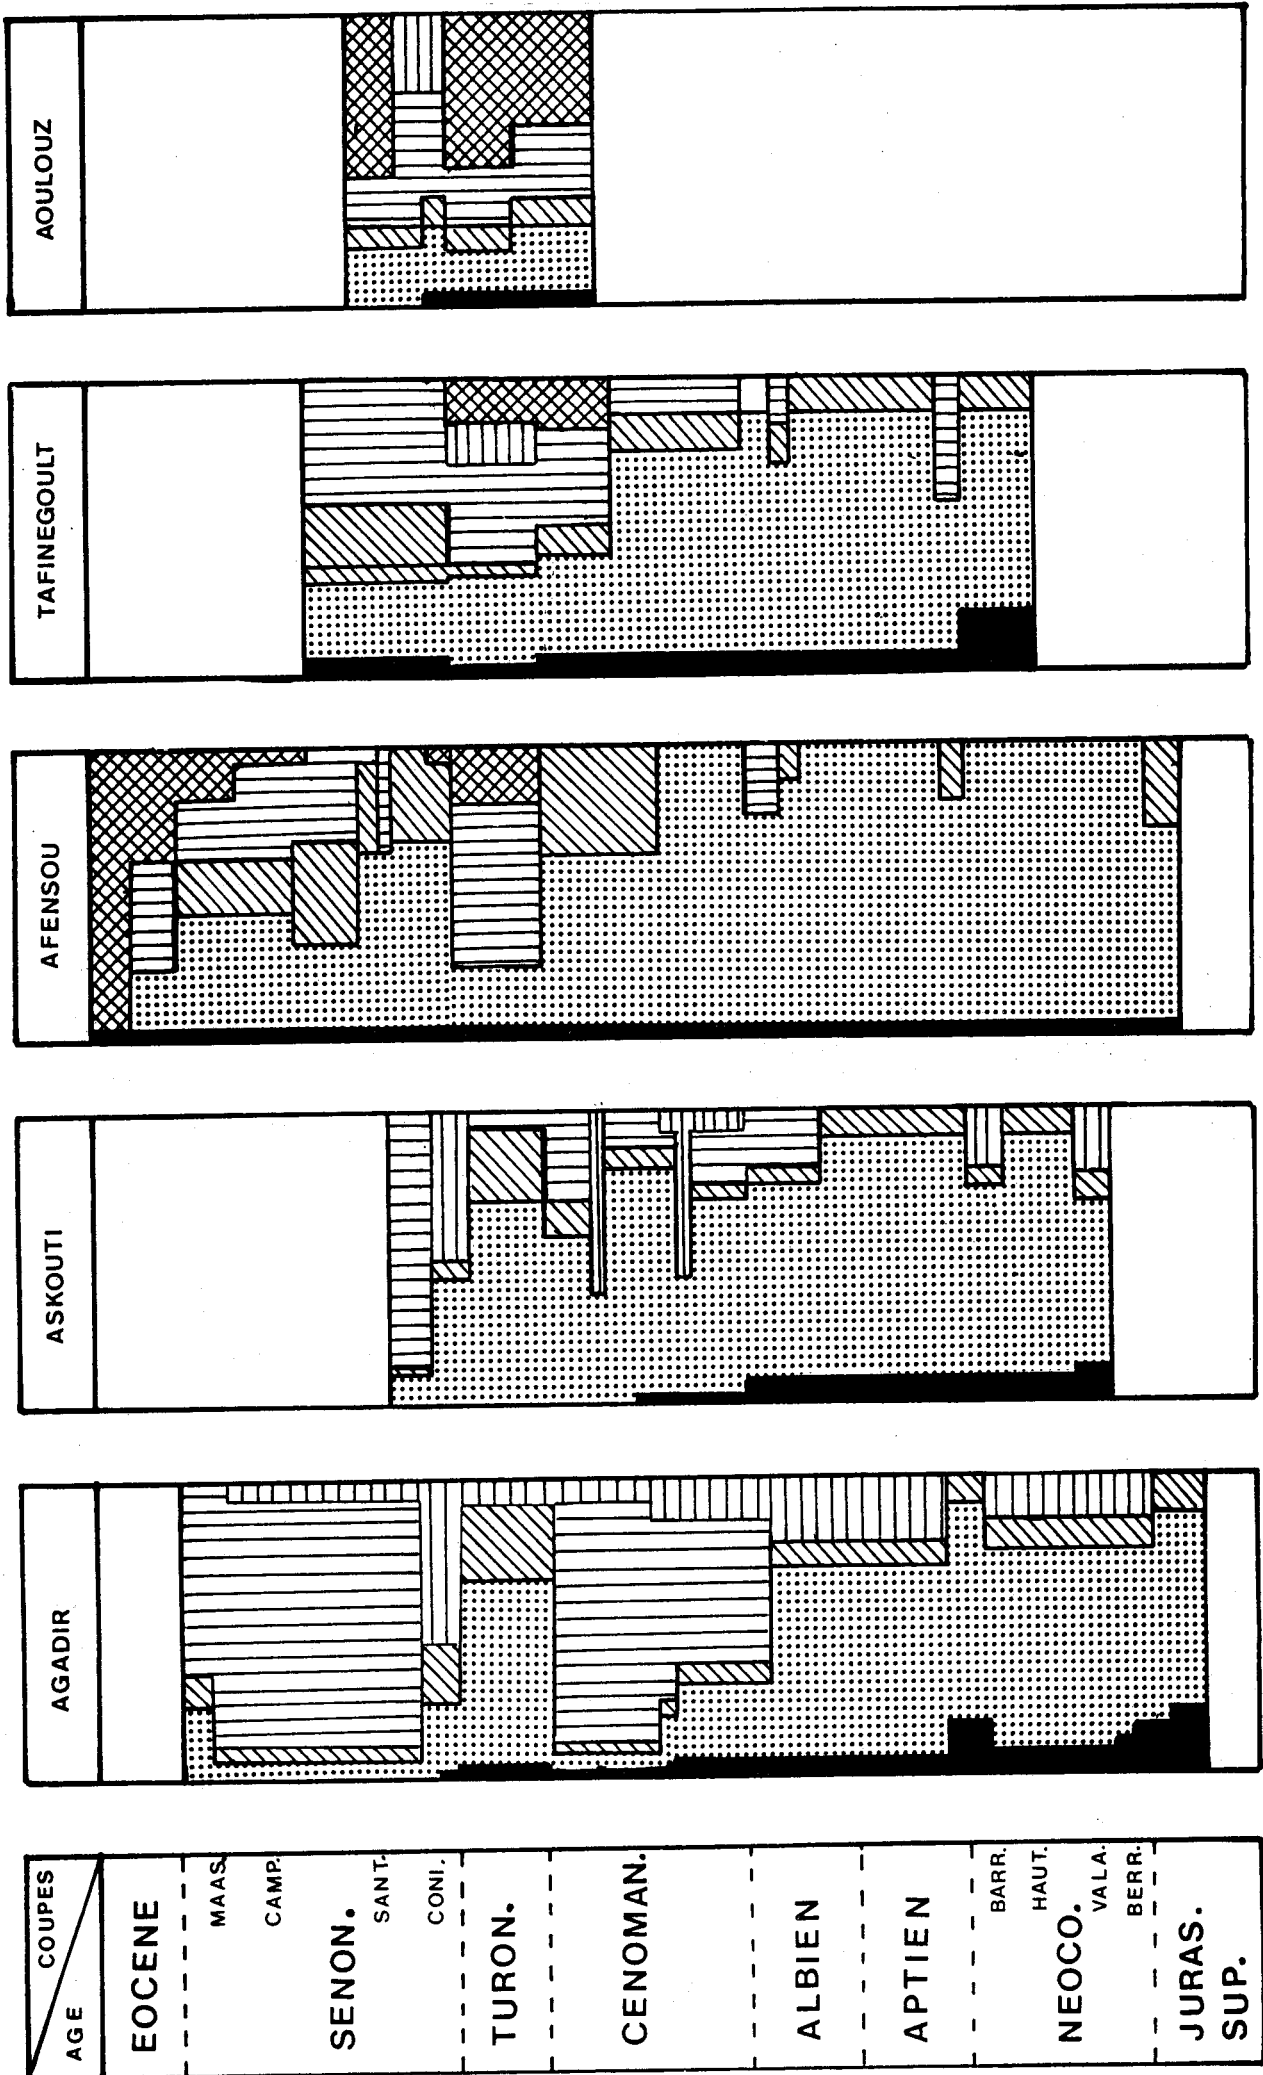 COUPES
AGE
AGADIR
ASKOUTI
AFENSOU
TAFINEGOULT
AOULOUZ
EOCENE
SENON.
MAAS.
CAMP.
SANT.
CONI.
TURON.
CENOMAN.
ALBIEN
APTIEN
NEOCO.
BARR.
HAUT.
VALA.
BERR.
JURAS.
SUP.